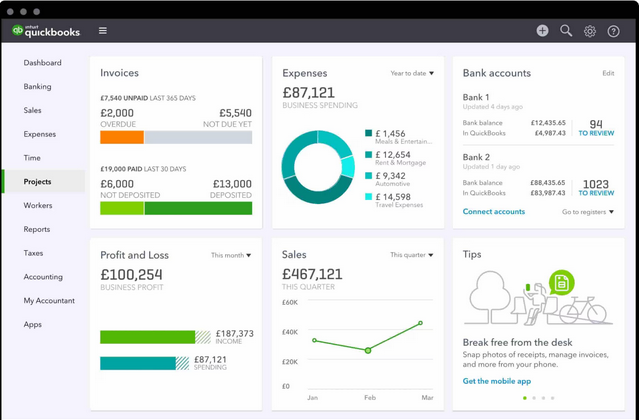 intuit
quickbooks
Dashboard
Banking
Sales
Expenses
Time
Projects
Workers
Reports
Taxes
Accounting
My Accountant
Apps
Invoices
£7,540 UNPAID LAST 365 DAYS
£2,000 £5,540
OVERDUE NOT DUE YET
£19,000 PAID LAST 30 DAYS
£6,000 £13,000
NOT DEPOSITED DEPOSITED
Expenses Year to date
£87,121
BUSINESS SPENDING
£ 1,456
Meals & Entertain...
£ 12,654
Rent & Mortgage
£ 9,342
Automotive
£ 14,598
Travel Expenses
Bank accounts Edit
Bank 1
Updated 4 days ago
Bank balance £12,435.65 94
In QuickBooks £4,987.43 TO REVIEW
Bank 2
Updated 1 day ago
Bank balance £88,435.65 1023
In QuickBooks £83,987.43 TO REVIEW
Connect accounts Go to registers
Profit and Loss This month
£100,254
BUSINESS PROFIT
£187,373
INCOME
£87,121
SPENDING
Sales This quarter
£467,121
THIS QUARTER
£60K
£40K
£20K
£0
Jan Feb Mar
Tips
Break free from the desk
Snap photos of receipts, manage invoices,
and more from your phone.
Get the mobile app